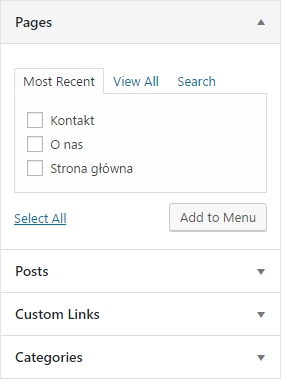 Pages
Most Recent View All Search
Kontakt
O nas
Strona główna
Select All Add to Menu
Posts
Custom Links
Categories